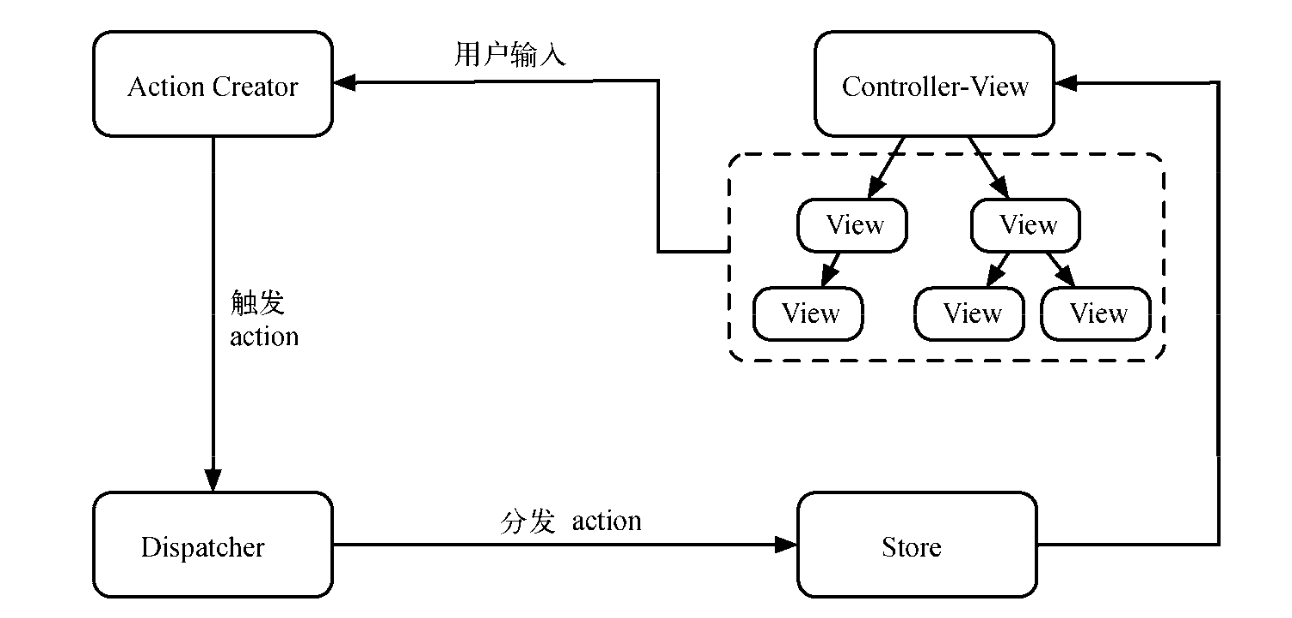 用户输入
Action Creator
Controller-View
View
View
View
View
View
触发
action
分发 action
Dispatcher
Store